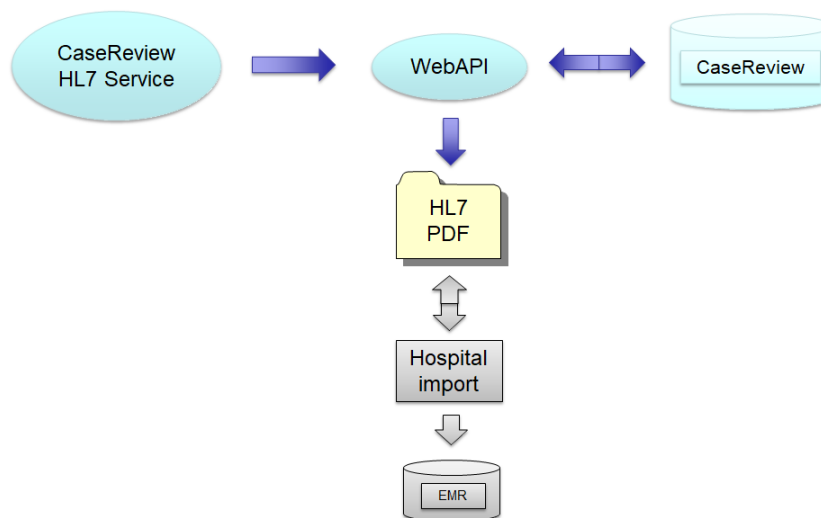 CaseReview
HL7 Service
WebAPI
CaseReview
HL7
PDF
Hospital
import
EMR